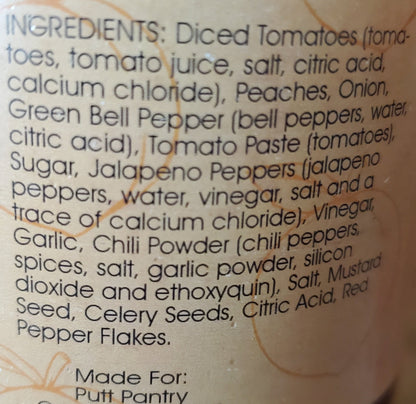 INGREDIENTS: Diced Tomatoes (toma-
toes, tomato juice, salt, citric acid,
calcium chloride), Peaches, Onion,
Green Bell Pepper (bell peppers, water,
citric acid), Tomato Paste (tomatoes),
Sugar, Jalapeno Peppers (jalapeno
peppers, water, vinegar, salt and a
trace of calcium chloride), Vinegar,
Garlic, Chili Powder (chili peppers,
spices, salt, garlic powder, silicon
dioxide and ethoxyquin), Salt, Mustard
Seed, Celery Seeds, Citric Acid, Red
Pepper Flakes.
Made For:
Putt Pantry